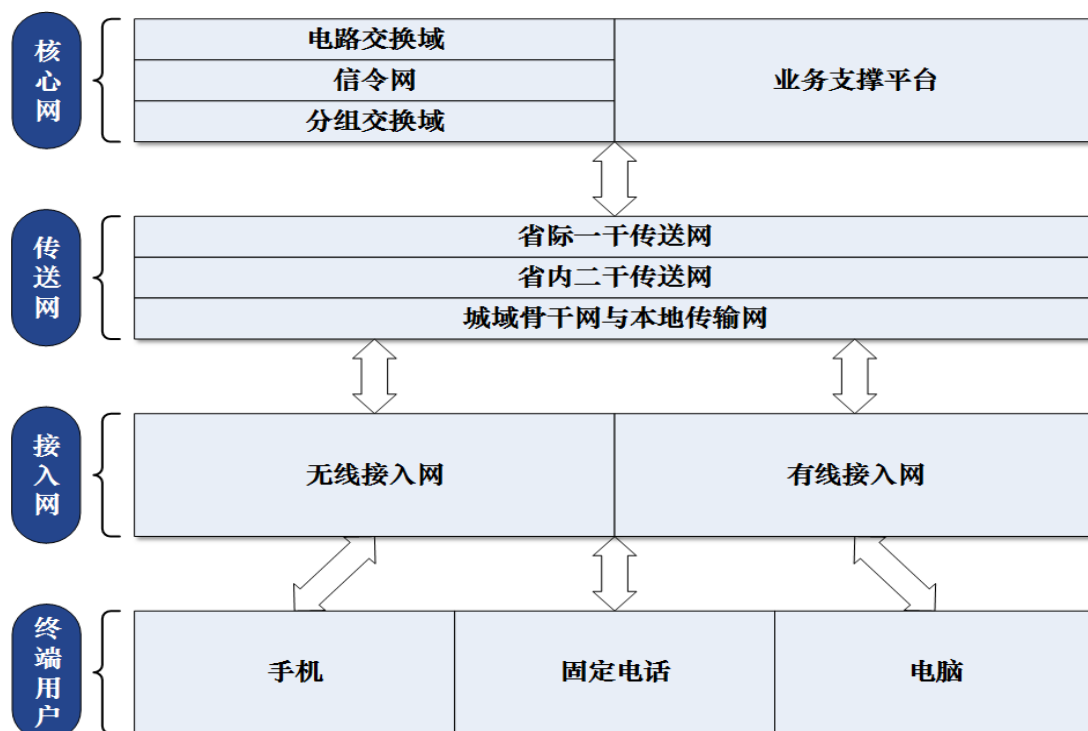 核心网
电路交换域
信令网
分组交换域
业务支撑平台
传送网
省际一干传送网
省内二干传送网
城域骨干网与本地传输网
接入网
无线接入网
有线接入网
终端用户
手机
固定电话
电脑